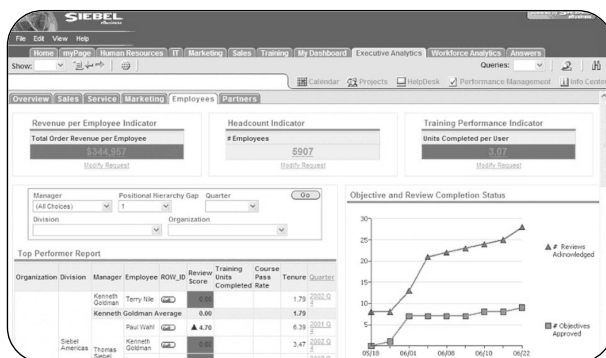 SIEBEL
eBusiness
File Edit View Help
Home myPage Human Resources IT Marketing Sales Training My Dashboard Executive Analytics Workforce Analytics Answers
Show: Queries:
Calendar Projects HelpDesk Performance Management Info Center
Overview Sales Service Marketing Employees Partners
Revenue per Employee Indicator
Total Order Revenue per Employee
$344,957
Modify Request
Headcount Indicator
# Employees
5907
Modify Request
Training Performance Indicator
Units Completed per User
3.07
Modify Request
Manager Positional Hierarchy Gap Quarter Go
(All Choices) 1
Division Organization
Top Performer Report
Organization Division Manager Employee ROW_ID Review Score Training Units Completed Course Pass Rate Tenure Quarter
Kenneth Goldman Terry Nile 0.00 1.79 2002 Q 4
Kenneth Goldman Average 0.00 1.79
Siebel Americas Thomas Siebel
Paul Wahl 4.70 6.39 2001 Q 4
Kenneth Goldman 0.00 3.47
Objective and Review Completion Status
30
25
20
15
10
5
0
05/18 06/01 06/10 06/22
# Reviews Acknowledged
# Objectives Approved